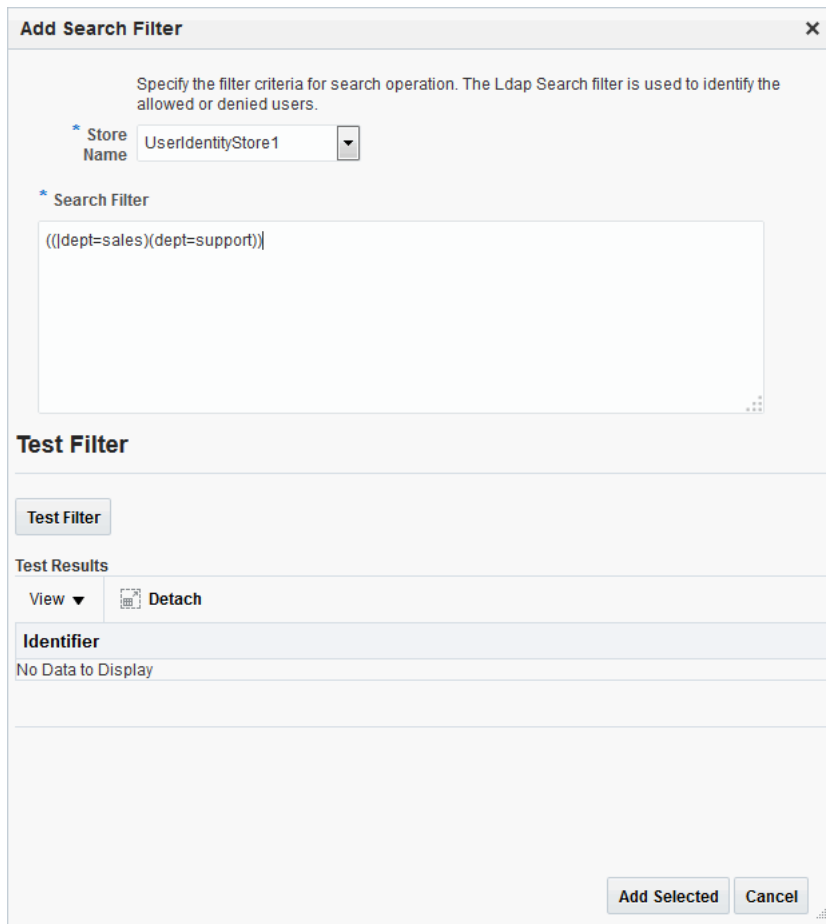 Add Search Filter
Specify the filter criteria for search operation. The Ldap Search filter is used to identify the
allowed or denied users.
* Store
Name
UserIdentityStore1
* Search Filter
((|dept=sales)(dept=support))
Test Filter
Test Filter
Test Results
View
Detach
Identifier
No Data to Display
Add Selected
Cancel